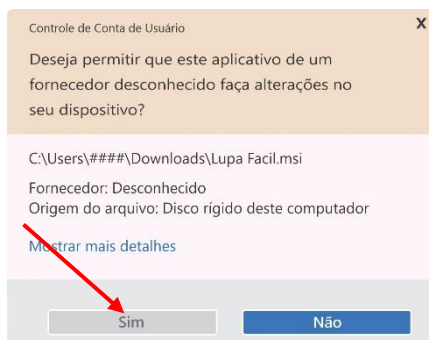 Controle de Conta de Usuário
X
Deseja permitir que este aplicativo de um
fornecedor desconhecido faça alterações no
seu dispositivo?
C:\Users\####\Downloads\Lupa Facil.msi
Fornecedor: Desconhecido
Origem do arquivo: Disco rígido deste computador
Mostrar mais detalhes
Sim
Não